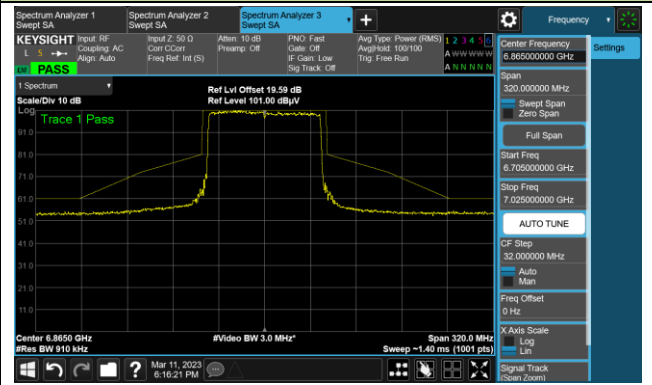 Spectrum Analyzer 1
Swept SA
Spectrum Analyzer 2
Swept SA
Spectrum Analyzer 3
Swept SA
Frequency
KEYSIGHT
L S
LNI PASS
Input: RF
Coupling: AC
Align: Auto
Input Z: 50 Ω
Corr CCorr
Freq Ref: Int (S)
Atten: 10 dB
Preamp: Off
PNO: Fast
Gate: Off
IF Gain: Low
Sig Track: Off
Avg Type: Power (RMS)
Avg|Hold: 100/100
Trig: Free Run
1 2 3 4 5 6
A W W W W W
A N N N N N
Center Frequency
6.865000000 GHz
Settings
Span
320.000000 MHz
Swept Span
Zero Span
Full Span
Start Freq
6.705000000 GHz
Stop Freq
7.025000000 GHz
AUTO TUNE
CF Step
32.000000 MHz
Auto
Man
Freq Offset
0 Hz
X Axis Scale
Log
Lin
Signal Track
(Span Zoom)
1 Spectrum
Scale/Div 10 dB
Ref Lvl Offset 19.59 dB
Ref Level 101.00 dBµV
Log
Trace 1 Pass
91.0
81.0
71.0
61.0
51.0
41.0
31.0
21.0
11.0
Center 6.8650 GHz
#Video BW 3.0 MHz*
Span 320.0 MHz
#Res BW 910 kHz
Sweep ~1.40 ms (1001 pts)
Mar 11, 2023
6:16:21 PM